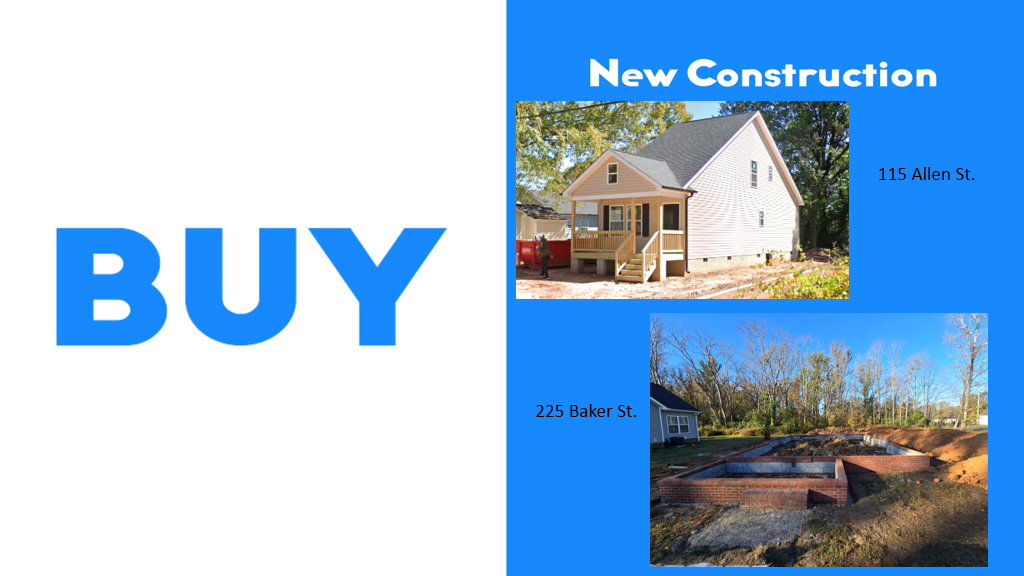 BUY
New Construction
115 Allen St.
225 Baker St.